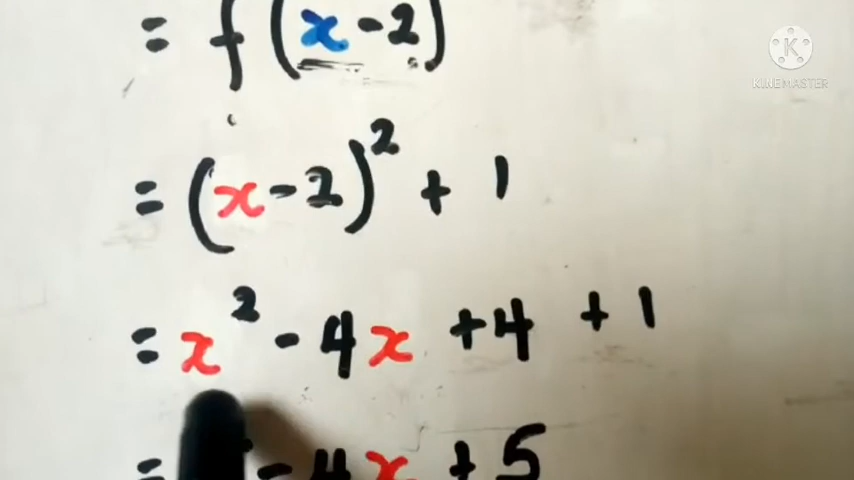 = f(x-2)
K
KINEMASTER
= (x-2)² + 1
= x² - 4x + 4 + 1
= - 4x + 5